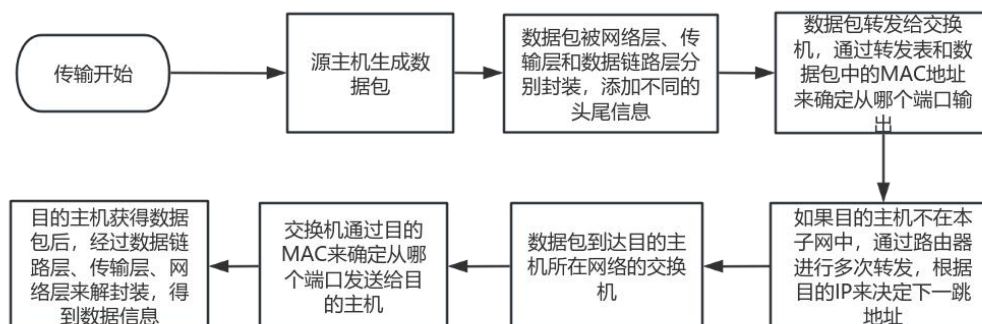 传输开始
源主机生成数
据包
数据包被网络层、传
输层和数据链路层分
别封装，添加不同的
头尾信息
数据包转发给交换
机，通过转发表和数
据包中的MAC地址
来确定从哪个端口输
出
如果目的主机不在本
子网中，通过路由器
进行多次转发，根据
目的IP来决定下一跳
地址
数据包到达目的主
机所在网络的交换
机
交换机通过目的
MAC来确定从哪
个端口发送给目
的主机
目的主机获得数据
包后，经过数据链
路层、传输层、网
络层来解封装，得
到数据信息